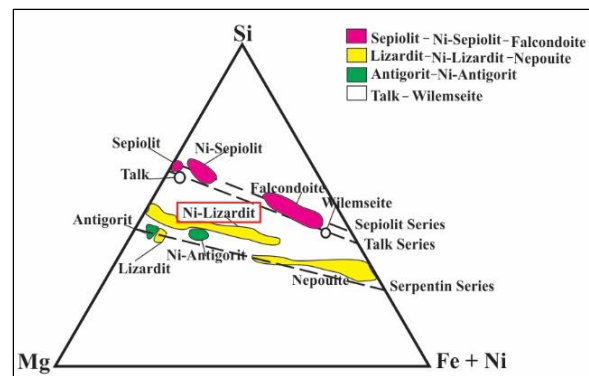 Si
Sepiolit – Ni-Sepiolit – Falcondoite
Lizardit–Ni-Lizardit – Nepouite
Antigorit–Ni-Antigorit
Talk – Wilemseite
Sepiolit
Ni-Sepiolit
Talk
Falcondoite
Wilemseite
Ni-Lizardit
Sepiolit Series
Antigorit
Talk Series
Lizardit
Ni-Antigorit
Nepouite
Serpentin Series
Mg
Fe + Ni